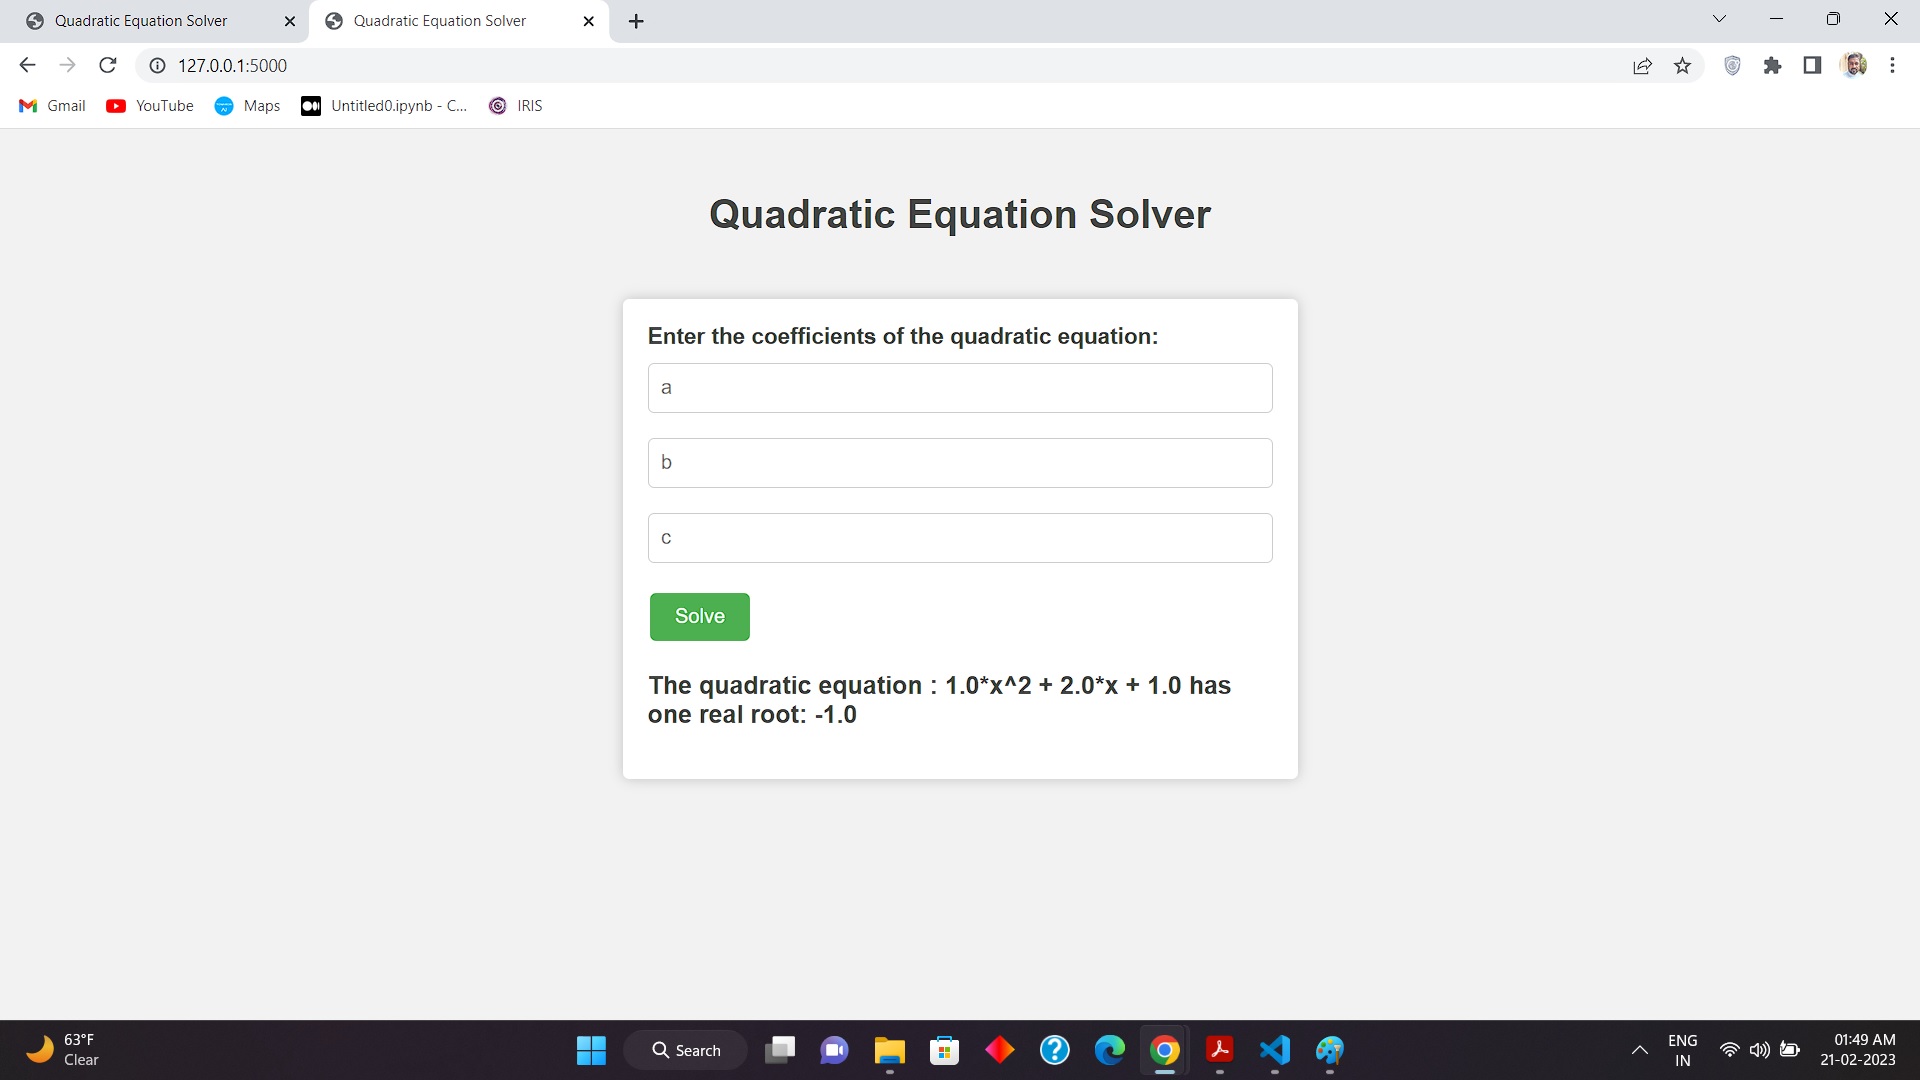 Quadratic Equation Solver
Quadratic Equation Solver
127.0.0.1:5000
Gmail
YouTube
Maps
Untitled0.ipynb - C...
IRIS
Quadratic Equation Solver
Enter the coefficients of the quadratic equation:
a
b
c
Solve
The quadratic equation : 1.0*x^2 + 2.0*x + 1.0 has
one real root: -1.0
63°F
Clear
Search
ENG
IN
01:49 AM
21-02-2023